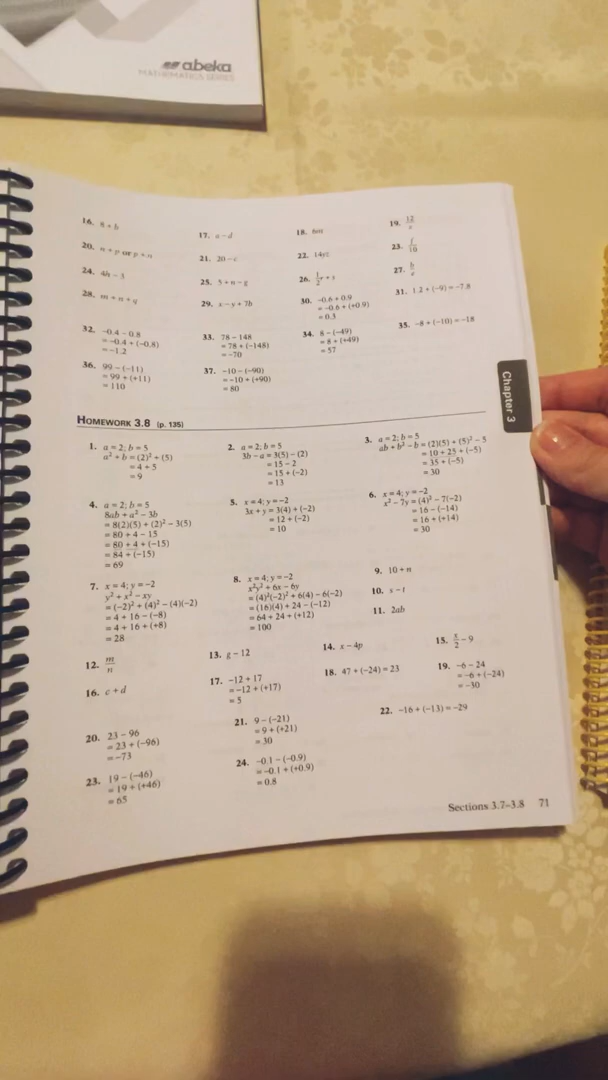 abeka
MATHEMATICS SERIES
16. 8 + b
17. a – d
18. 6m
19. 12/
20. n + p or p + n
21. 20 – c
22. 14yz
23. /10
24. 4h – 3
25. 5 + n – g
26. 1/2 +
27.
28. m + n + q
29. x – y + 7b
30. –0.6 + 0.9
= –0.6 + (+0.9)
= 0.3
31. 1.2 + (–9) = –7.8
32. –0.4 – 0.8
= –0.4 + (–0.8)
= –1.2
33. 78 – 148
= 78 + (–148)
= –70
34. 8 – (–49)
= 8 + (+49)
= 57
35. –8 + (–10) = –18
36. 99 – (–11)
= 99 + (+11)
= 110
37. –10 – (–90)
= –10 + (+90)
= 80
Chapter 3
HOMEWORK 3.8 (p. 135)
1. a = 2; b = 5
a² + b = (2)² + (5)
= 4 + 5
= 9
2. a = 2; b = 5
3b – a = 3(5) – (2)
= 15 – 2
= 15 + (–2)
= 13
3. a = 2; b = 5
ab + b² – b = (2)(5) + (5)² – 5
= 10 + 25 + (–5)
= 35 + (–5)
= 30
4. a = 2; b = 5
8ab + a² – 3b
= 8(2)(5) + (2)² – 3(5)
= 80 + 4 – 15
= 80 + 4 + (–15)
= 84 + (–15)
= 69
5. x = 4; y = –2
3x + y = 3(4) + (–2)
= 12 + (–2)
= 10
6. x = 4; y = –2
x² – 7y = (4)² – 7(–2)
= 16 – (–14)
= 16 + (+14)
= 30
7. x = 4; y = –2
y² + x² – xy
= (–2)² + (4)² – (4)(–2)
= 4 + 16 – (–8)
= 4 + 16 + (+8)
= 28
8. x = 4; y = –2
x²y² + 6x – 6y
= (4)²(–2)² + 6(4) – 6(–2)
= (16)(4) + 24 – (–12)
= 64 + 24 + (+12)
= 100
9. 10 + n
10. s – t
11. 2ab
12. m/n
13. g – 12
14. x – 4p
15. s/2 – 9
16. c + d
17. –12 + 17
= –12 + (+17)
= 5
18. 47 + (–24) = 23
19. –6 – 24
= –6 + (–24)
= –30
20. 23 – 96
= 23 + (–96)
= –73
21. 9 – (–21)
= 9 + (+21)
= 30
22. –16 + (–13) = –29
23. 19 – (–46)
= 19 + (+46)
= 65
24. –0.1 – (–0.9)
= –0.1 + (+0.9)
= 0.8
Sections 3.7–3.8 71